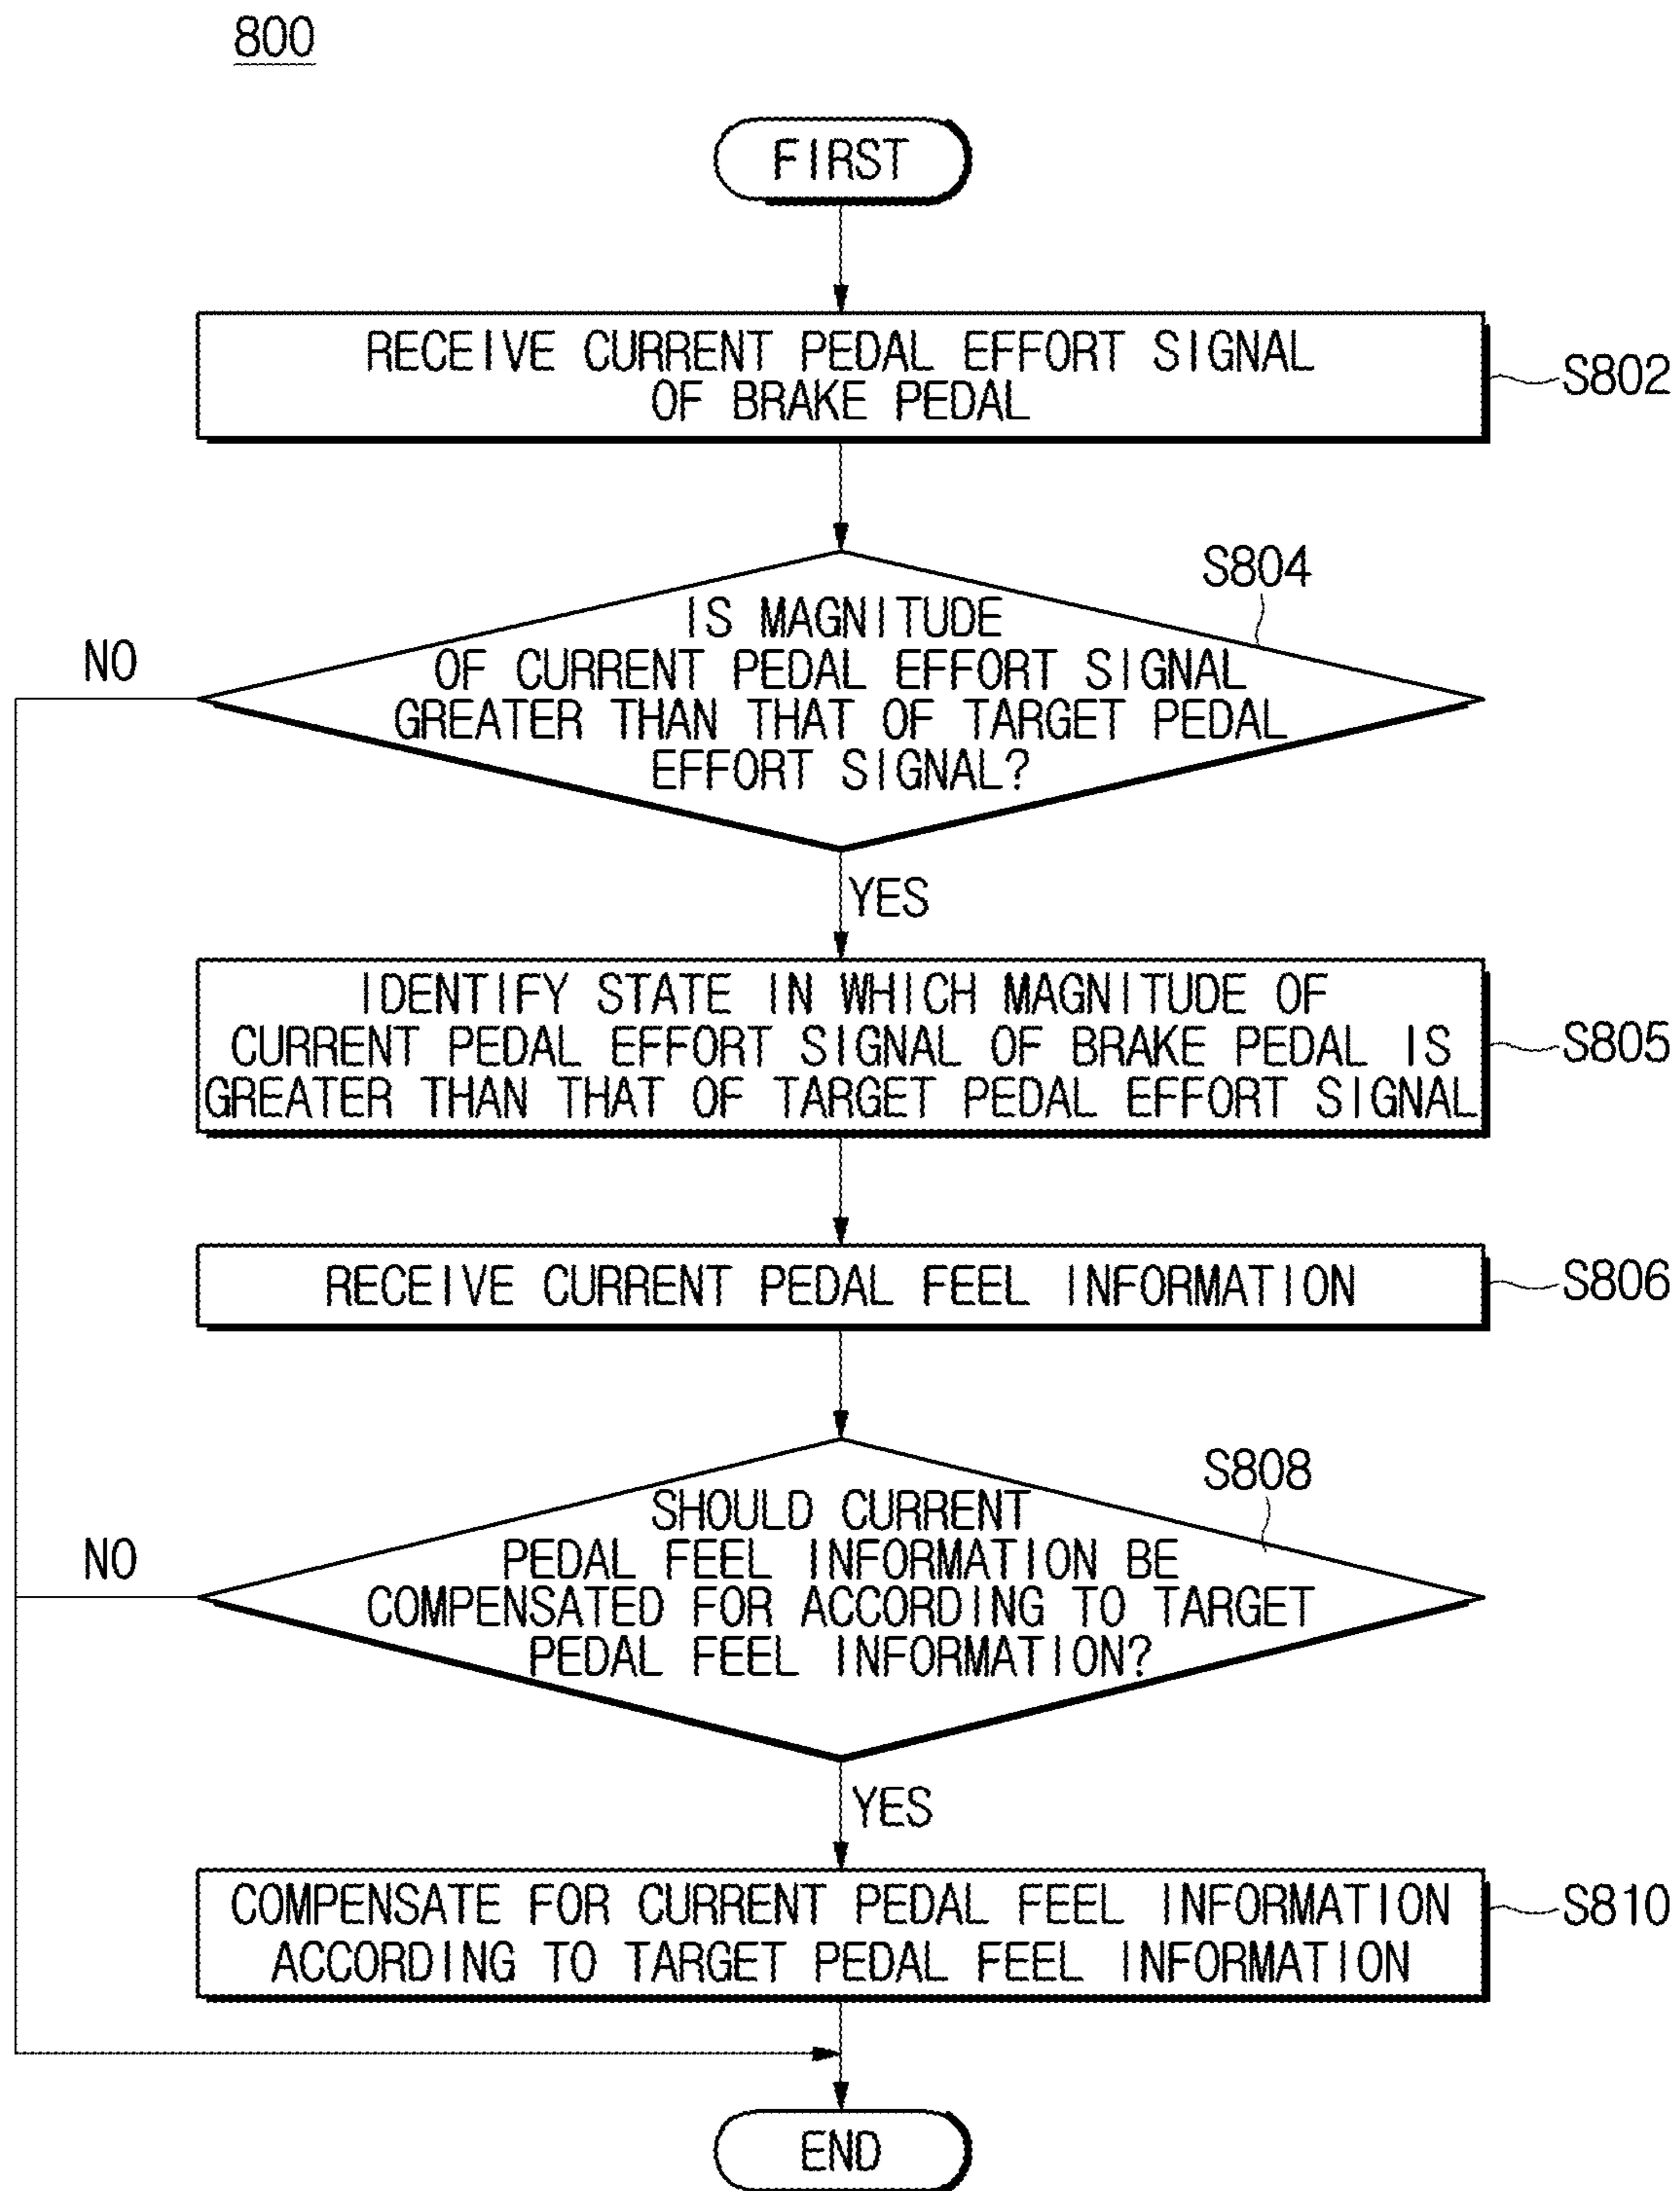 800
FIRST
RECEIVE CURRENT PEDAL EFFORT SIGNAL
OF BRAKE PEDAL
S802
S804
IS MAGNITUDE
OF CURRENT PEDAL EFFORT SIGNAL
GREATER THAN THAT OF TARGET PEDAL
EFFORT SIGNAL?
NO
YES
IDENTIFY STATE IN WHICH MAGNITUDE OF
CURRENT PEDAL EFFORT SIGNAL OF BRAKE PEDAL IS
GREATER THAN THAT OF TARGET PEDAL EFFORT SIGNAL
S805
RECEIVE CURRENT PEDAL FEEL INFORMATION
S806
S808
SHOULD CURRENT
PEDAL FEEL INFORMATION BE
COMPENSATED FOR ACCORDING TO TARGET
PEDAL FEEL INFORMATION?
NO
YES
COMPENSATE FOR CURRENT PEDAL FEEL INFORMATION
ACCORDING TO TARGET PEDAL FEEL INFORMATION
S810
END